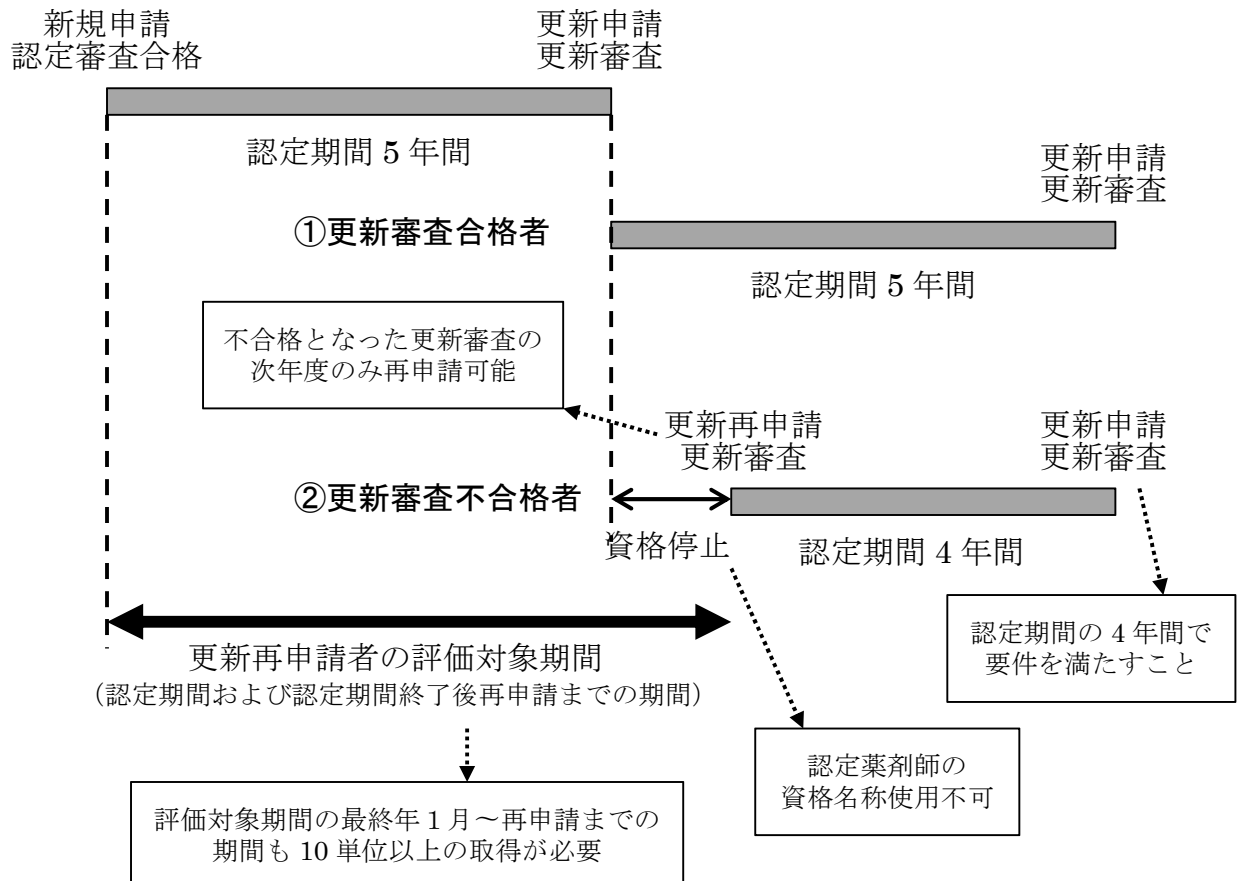 新規申請
認定審査合格
更新申請
更新審査
認定期間 5 年間
更新申請
更新審査
①更新審査合格者
認定期間 5 年間
不合格となった更新審査の
次年度のみ再申請可能
更新再申請
更新審査
更新申請
更新審査
②更新審査不合格者
資格停止
認定期間 4 年間
認定期間の 4 年間で
要件を満たすこと
更新再申請者の評価対象期間
（認定期間および認定期間終了後再申請までの期間）
認定薬剤師の
資格名称使用不可
評価対象期間の最終年 1 月～再申請までの
期間も 10 単位以上の取得が必要